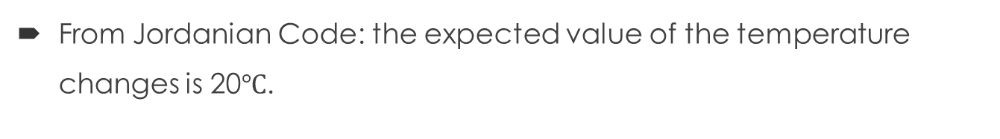 From Jordanian Code: the expected value of the temperature
changes is 20°C.